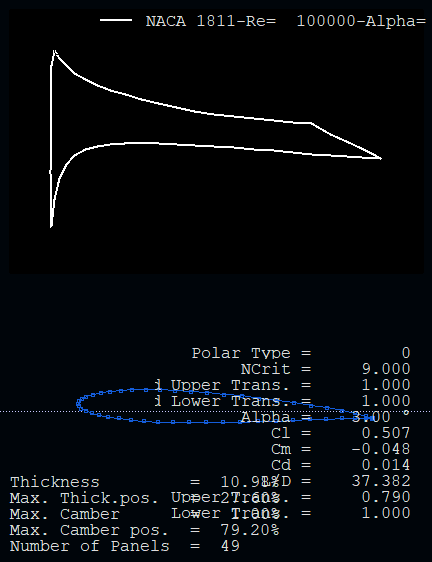 NACA 1811-Re= 100000-Alpha=
Polar Type = 0
NCrit = 9.000
i Upper Trans. = 1.000
i Lower Trans. = 1.000
Alpha = 3.00 °
Cl = 0.507
Cm = -0.048
Cd = 0.014
Thickness = 10.98% L/D = 37.382
Max. Thick.pos. = 27.60% Upper Trans. = 0.790
Max. Camber = Lower Trans. = 1.000
Max. Camber pos. = 79.20%
Number of Panels = 49